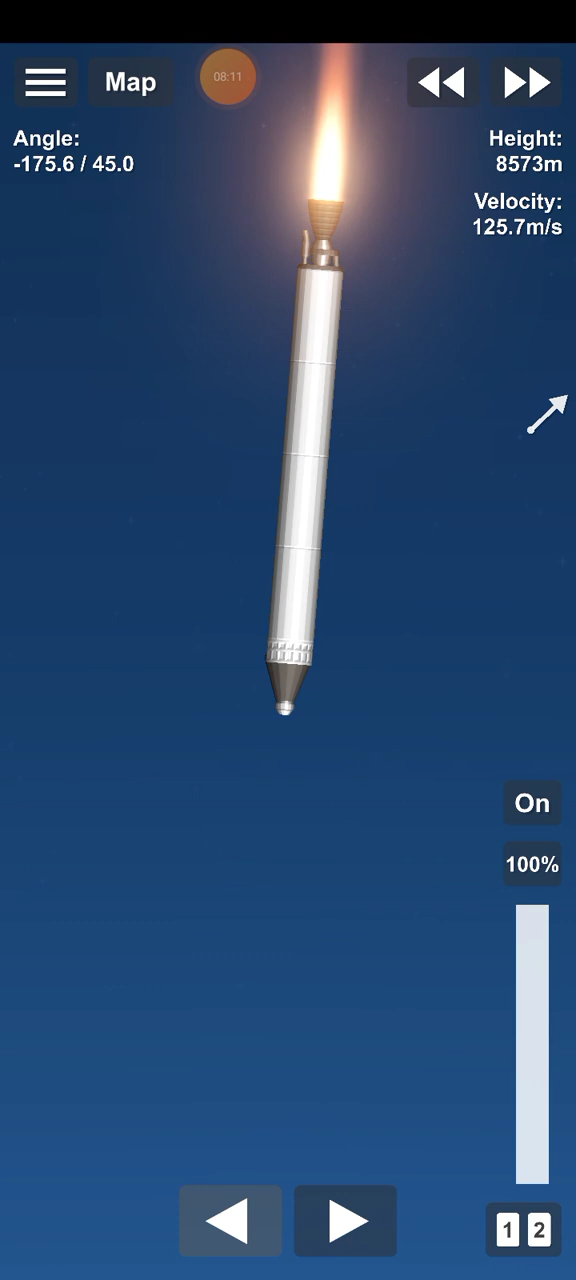 Map
08:11
Angle:
-175.6 / 45.0
Height:
8573m
Velocity:
125.7m/s
On
100%
1 2